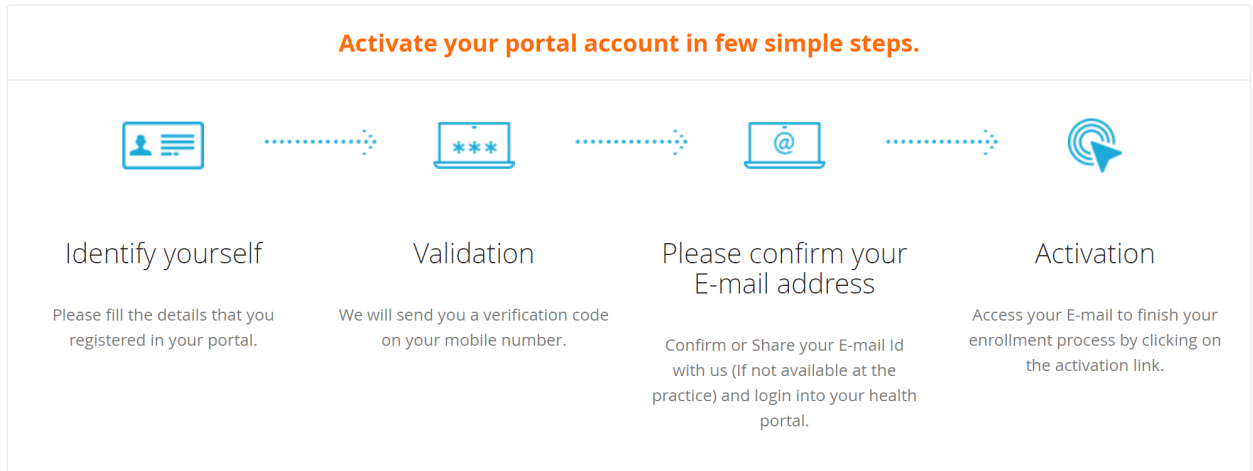 Activate your portal account in few simple steps.
***
@
Identify yourself
Please fill the details that you
registered in your portal.
Validation
We will send you a verification code
on your mobile number.
Please confirm your
E-mail address
Confirm or Share your E-mail Id
with us (If not available at the
practice) and login into your health
portal.
Activation
Access your E-mail to finish your
enrollment process by clicking on
the activation link.